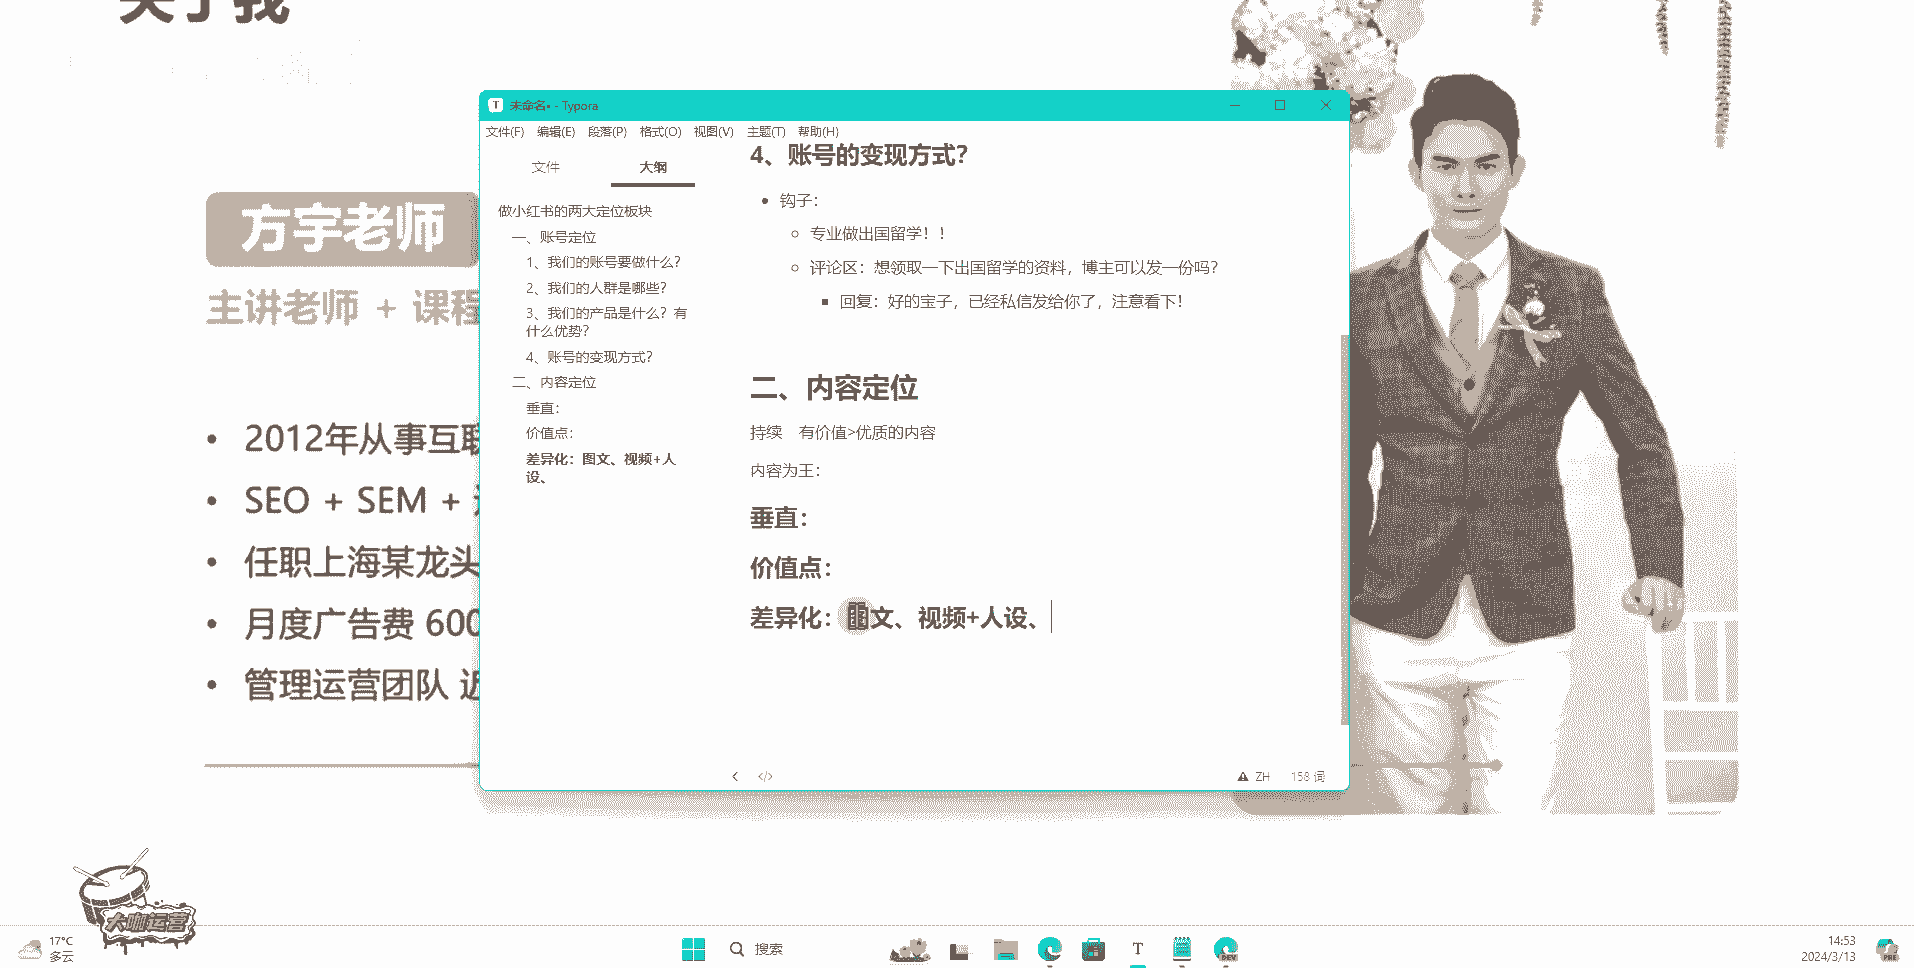 关于我
方宇老师
主讲老师 + 课程
• 2012年从事互联
• SEO + SEM +
• 任职上海某龙头
• 月度广告费 600
• 管理运营团队 近
未命名• - Typora
文件(F) 编辑(E) 段落(P) 格式(O) 视图(V) 主题(T) 帮助(H)
文件 大纲
做小红书的两大定位板块
一、账号定位
1、我们的账号要做什么？
2、我们的人群是哪些？
3、我们的产品是什么？有
什么优势？
4、账号的变现方式？
二、内容定位
垂直：
价值点：
差异化：图文、视频+人
设、
4、账号的变现方式？
• 钩子：
专业做出国留学！！
评论区：想领取一下出国留学的资料，博主可以发一份吗？
回复：好的宝子，已经私信发给你了，注意看下！
二、内容定位
持续 有价值>优质的内容
内容为王：
垂直：
价值点：
差异化：图文、视频+人设、
</> ZH 158 词
大咖运营
17°C
多云
搜索
T
DEV
14:53
2024/3/13
PRE